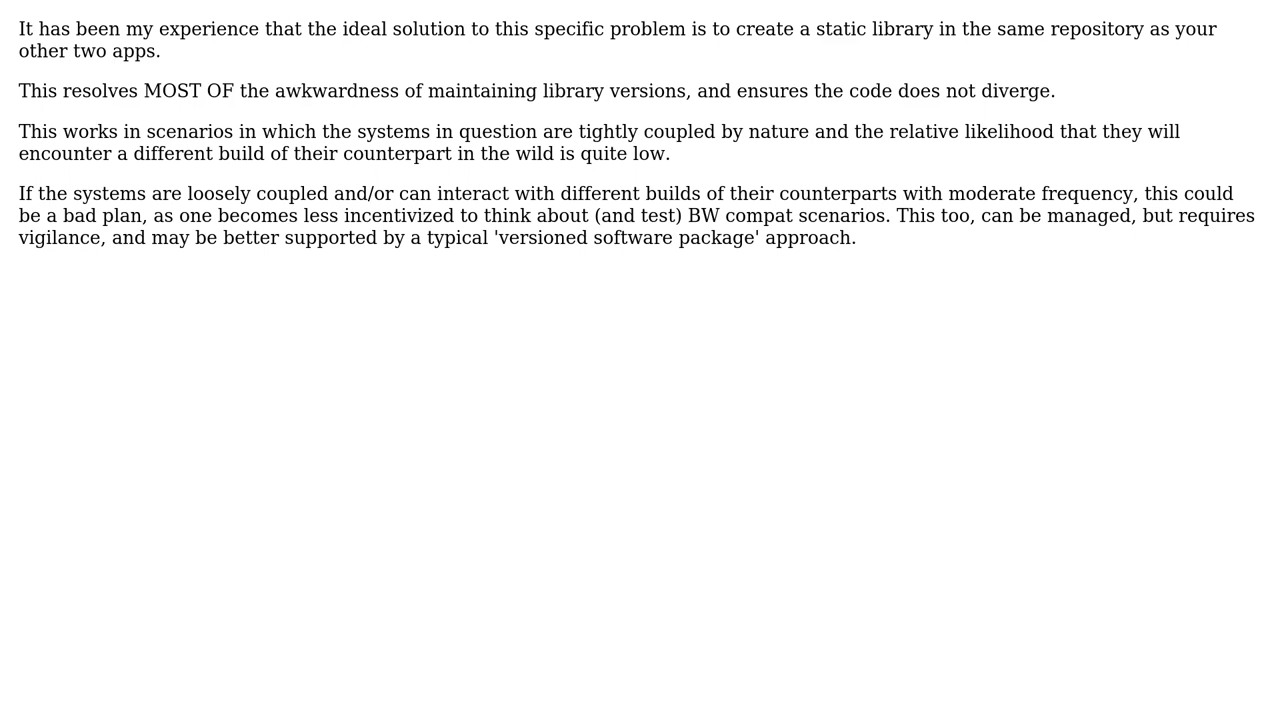 It has been my experience that the ideal solution to this specific problem is to create a static library in the same repository as your
other two apps.
This resolves MOST OF the awkwardness of maintaining library versions, and ensures the code does not diverge.
This works in scenarios in which the systems in question are tightly coupled by nature and the relative likelihood that they will
encounter a different build of their counterpart in the wild is quite low.
If the systems are loosely coupled and/or can interact with different builds of their counterparts with moderate frequency, this could
be a bad plan, as one becomes less incentivized to think about (and test) BW compat scenarios. This too, can be managed, but requires
vigilance, and may be better supported by a typical 'versioned software package' approach.